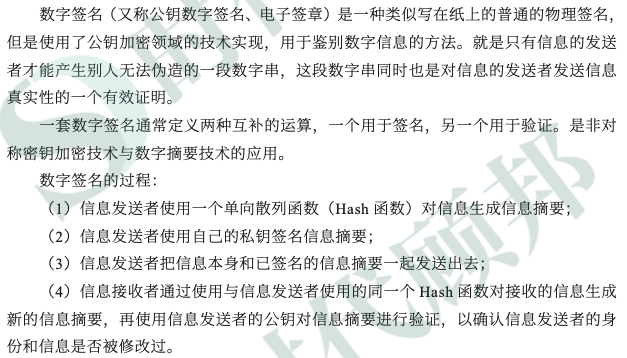 数字签名（又称公钥数字签名、电子签章）是一种类似写在纸上的普通的物理签名，
但是使用了公钥加密领域的技术实现，用于鉴别数字信息的方法。就是只有信息的发送
者才能产生别人无法伪造的一段数字串，这段数字串同时也是对信息的发送者发送信息
真实性的一个有效证明。
一套数字签名通常定义两种互补的运算，一个用于签名，另一个用于验证。是非对
称密钥加密技术与数字摘要技术的应用。
数字签名的过程：
（1）信息发送者使用一个单向散列函数（Hash 函数）对信息生成信息摘要；
（2）信息发送者使用自己的私钥签名信息摘要；
（3）信息发送者把信息本身和已签名的信息摘要一起发送出去；
（4）信息接收者通过使用与信息发送者使用的同一个 Hash 函数对接收的信息生成
新的信息摘要，再使用信息发送者的公钥对信息摘要进行验证，以确认信息发送者的身
份和信息是否被修改过。